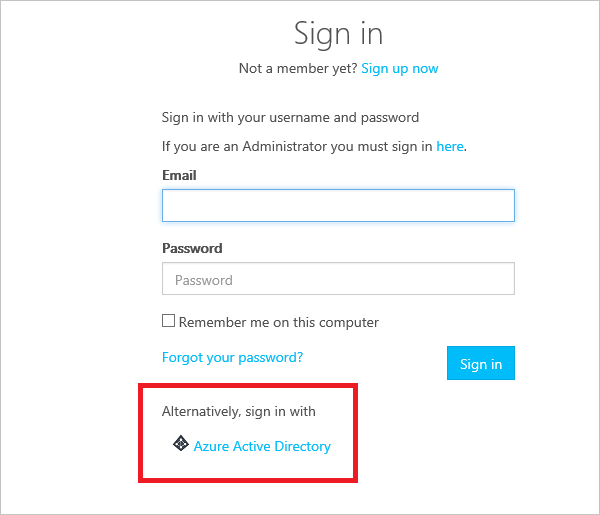 Sign in
Not a member yet? Sign up now
Sign in with your username and password
If you are an Administrator you must sign in here.
Email
Password
Password
Remember me on this computer
Forgot your password?
Sign in
Alternatively, sign in with
Azure Active Directory